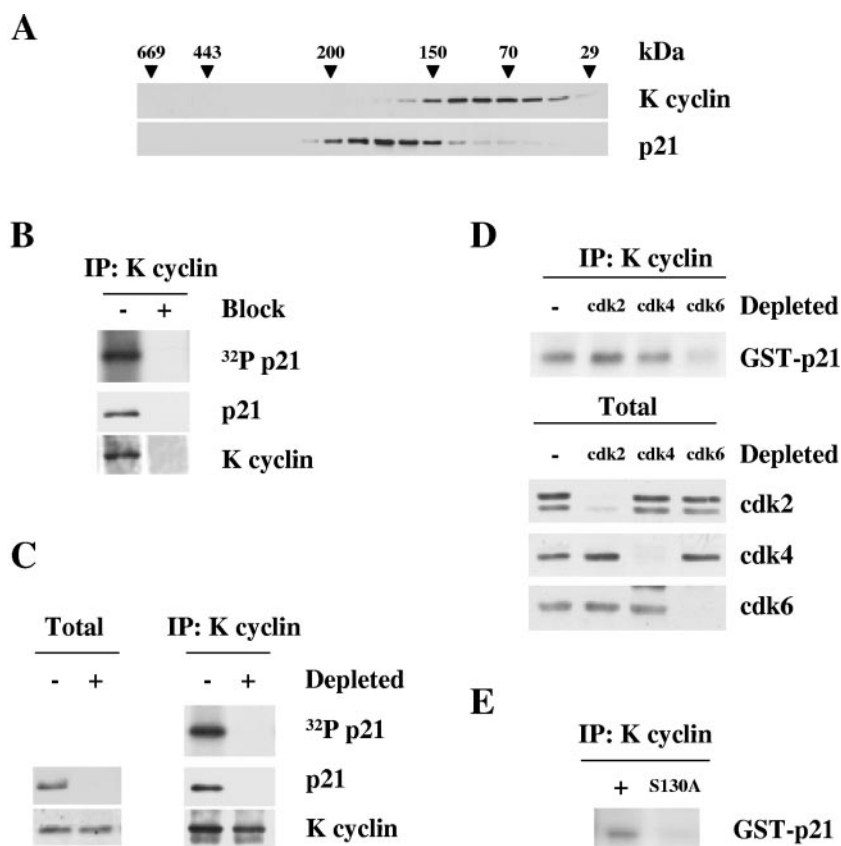 A
669 443 200 150 70 29 kDa
K cyclin
p21
B
IP: K cyclin
- + Block
³²P p21
p21
K cyclin
C
Total IP: K cyclin
- + - + Depleted
³²P p21
p21
K cyclin
D
IP: K cyclin
- cdk2 cdk4 cdk6 Depleted
GST-p21
Total
- cdk2 cdk4 cdk6 Depleted
cdk2
cdk4
cdk6
E
IP: K cyclin
+ S130A
GST-p21